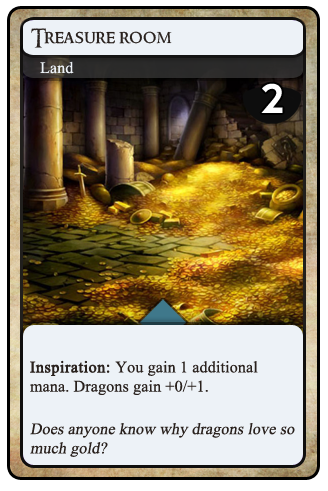 Treasure room
Land
2
Inspiration: You gain 1 additional
mana. Dragons gain +0/+1.
Does anyone know why dragons love so
much gold?